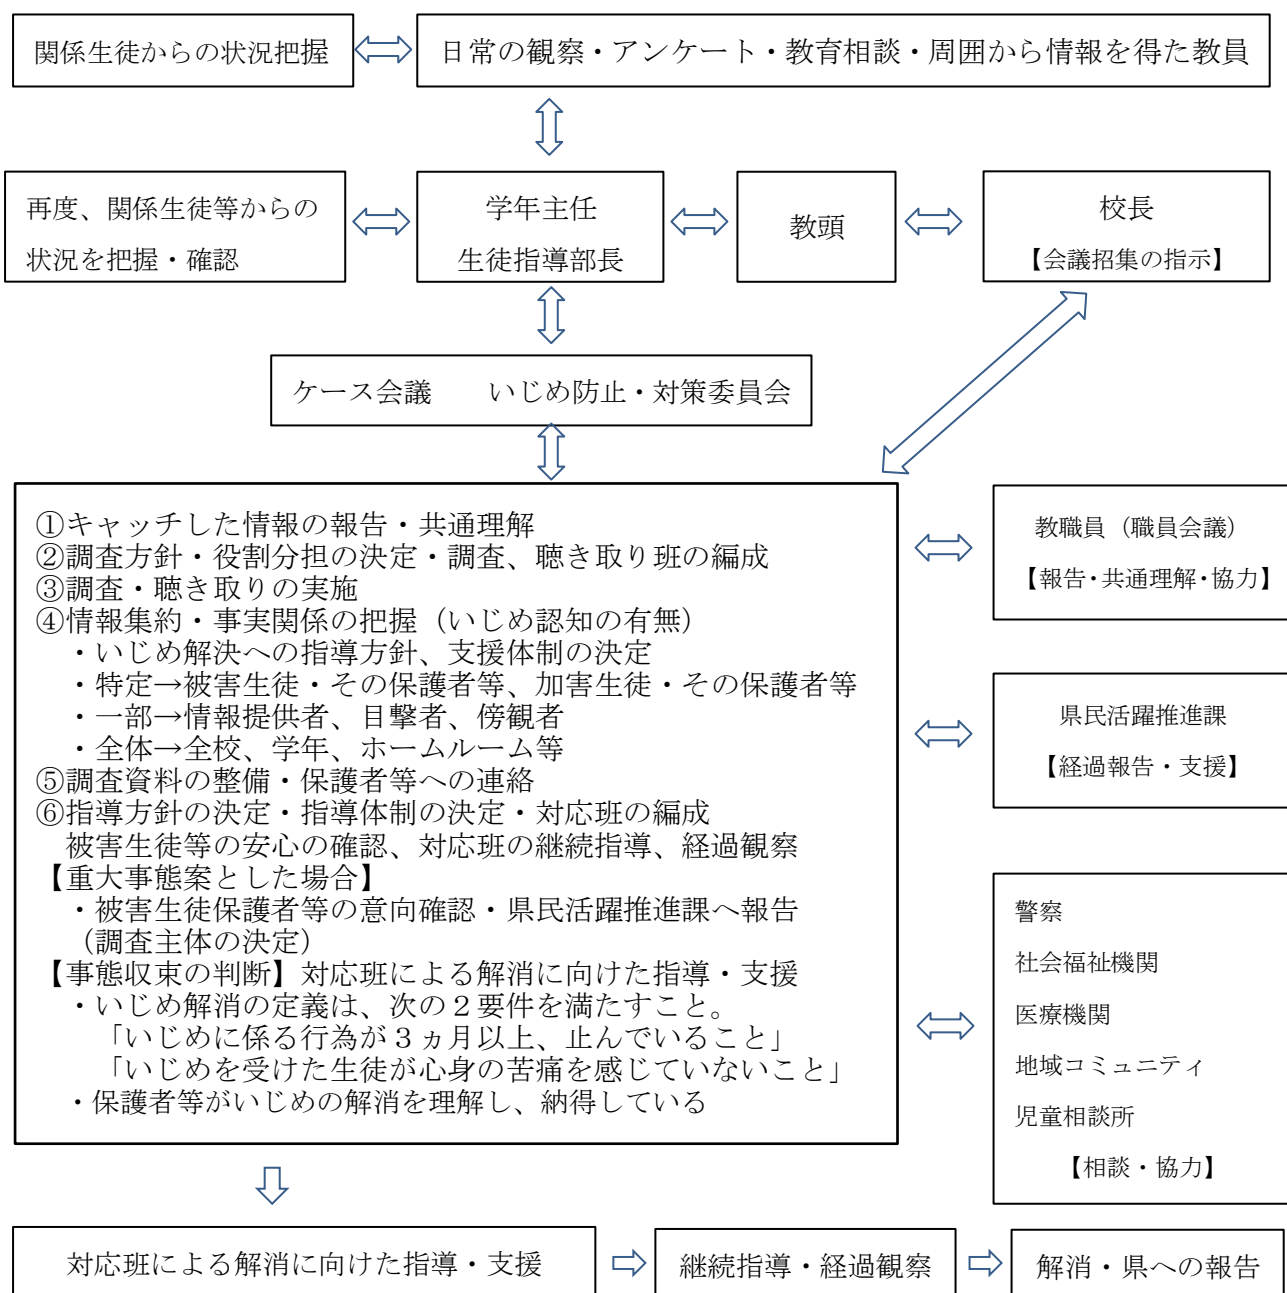 関係生徒からの状況把握
日常の観察・アンケート・教育相談・周囲から情報を得た教員
再度、関係生徒等からの
状況を把握・確認
学年主任
生徒指導部長
教頭
校長
【会議招集の指示】
ケース会議　　いじめ防止・対策委員会
①キャッチした情報の報告・共通理解
②調査方針・役割分担の決定・調査、聴き取り班の編成
③調査・聴き取りの実施
④情報集約・事実関係の把握（いじめ認知の有無）
・いじめ解決への指導方針、支援体制の決定
・特定→被害生徒・その保護者等、加害生徒・その保護者等
・一部→情報提供者、目撃者、傍観者
・全体→全校、学年、ホームルーム等
⑤調査資料の整備・保護者等への連絡
⑥指導方針の決定・指導体制の決定・対応班の編成
被害生徒等の安心の確認、対応班の継続指導、経過観察
【重大事態案とした場合】
・被害生徒保護者等の意向確認・県民活躍推進課へ報告
（調査主体の決定）
【事態収束の判断】対応班による解消に向けた指導・支援
・いじめ解消の定義は、次の２要件を満たすこと。
「いじめに係る行為が３ヵ月以上、止んでいること」
「いじめを受けた生徒が心身の苦痛を感じていないこと」
・保護者等がいじめの解消を理解し、納得している
教職員（職員会議）
【報告・共通理解・協力】
県民活躍推進課
【経過報告・支援】
警察
社会福祉機関
医療機関
地域コミュニティ
児童相談所
【相談・協力】
対応班による解消に向けた指導・支援
継続指導・経過観察
解消・県への報告